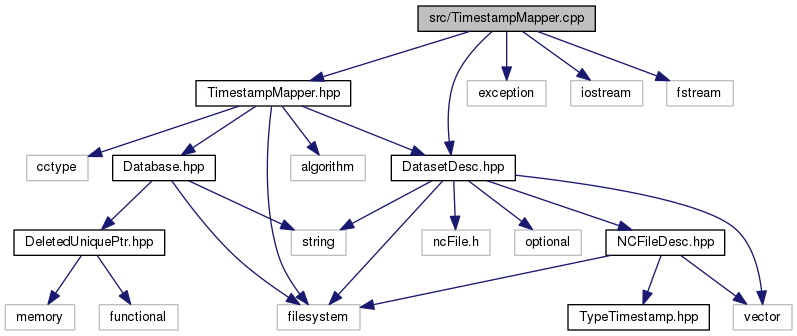 src/TimestampMapper.cpp
TimestampMapper.hpp
exception
iostream
fstream
cctype
Database.hpp
algorithm
DatasetDesc.hpp
DeletedUniquePtr.hpp
string
ncFile.h
optional
NCFileDesc.hpp
memory
functional
filesystem
TypeTimestamp.hpp
vector